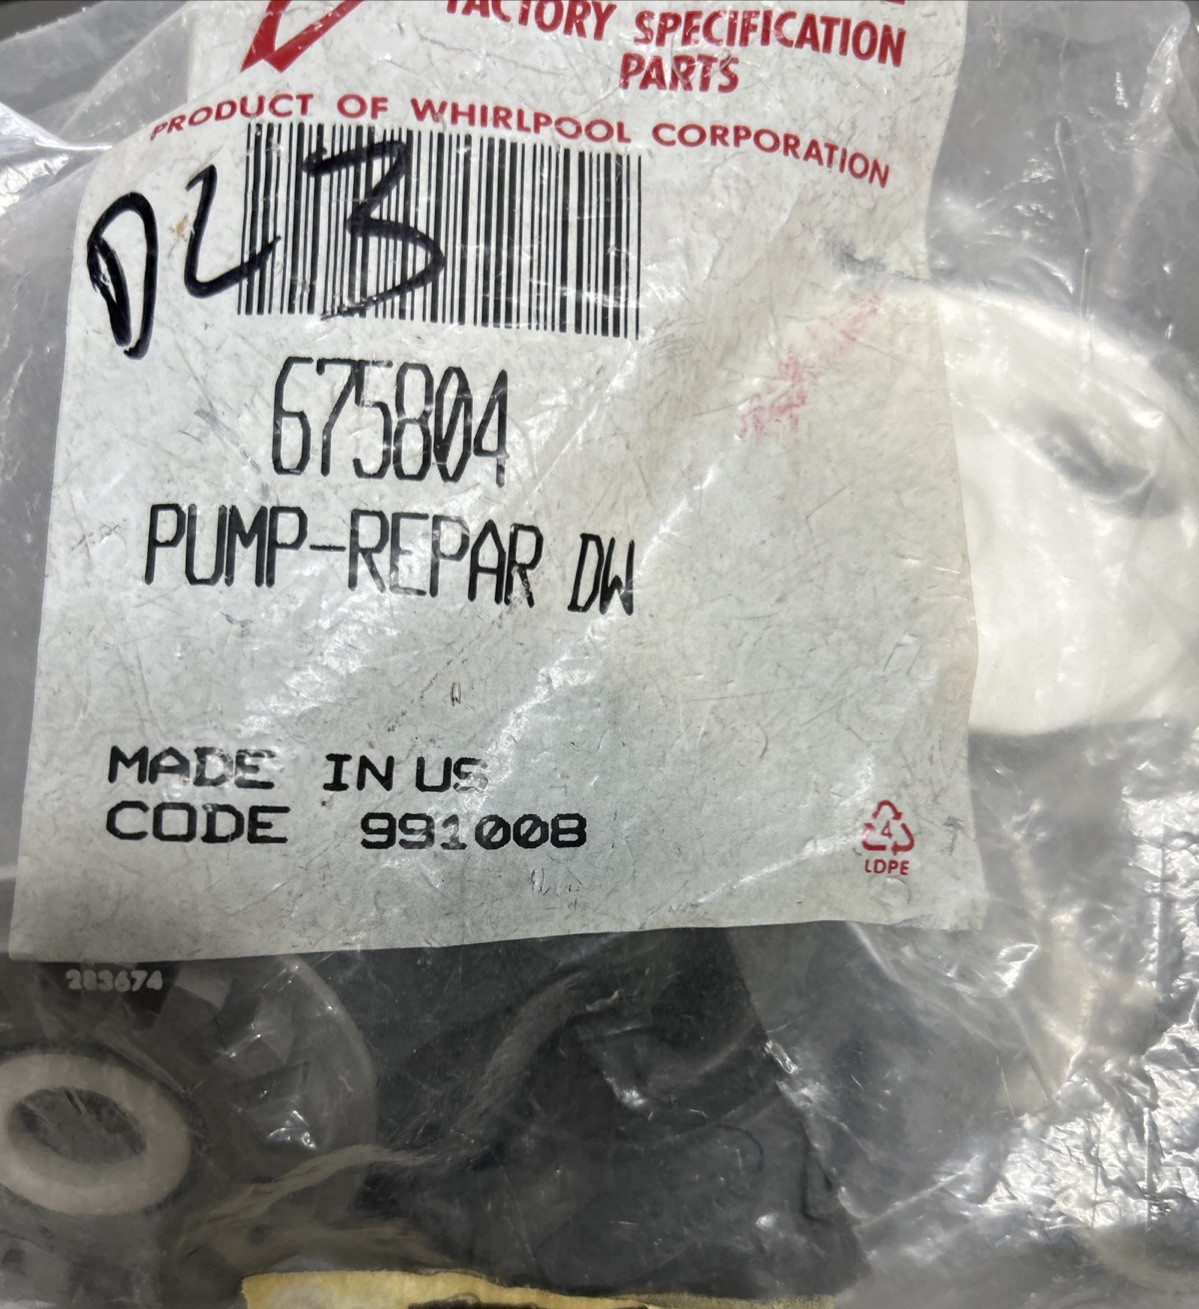 FACTORY SPECIFICATION
PARTS
PRODUCT OF WHIRLPOOL CORPORATION
D23
675804
PUMP-REPAR DW
MADE IN US
CODE 991008
4
LDPE
283674